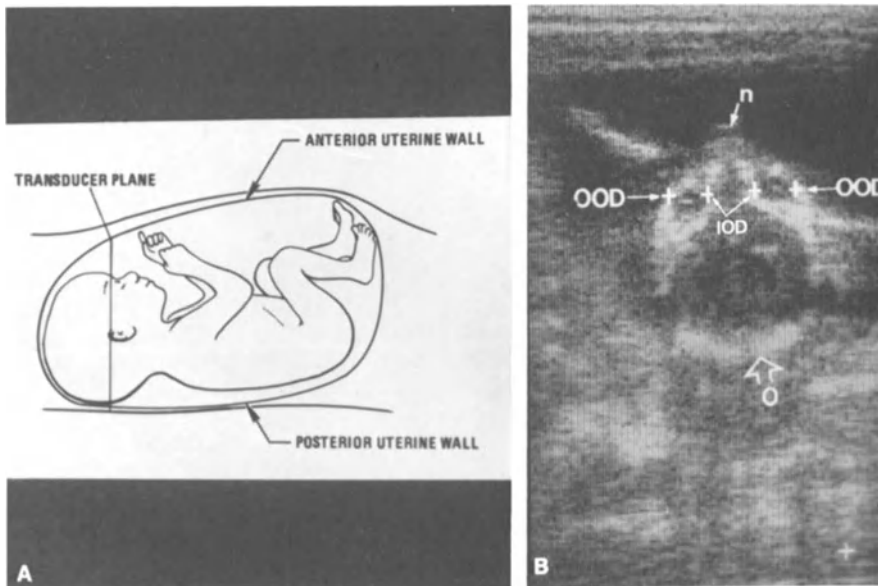 ANTERIOR UTERINE WALL
TRANSDUCER PLANE
POSTERIOR UTERINE WALL
A
n
OOD
OOD
IOD
O
B